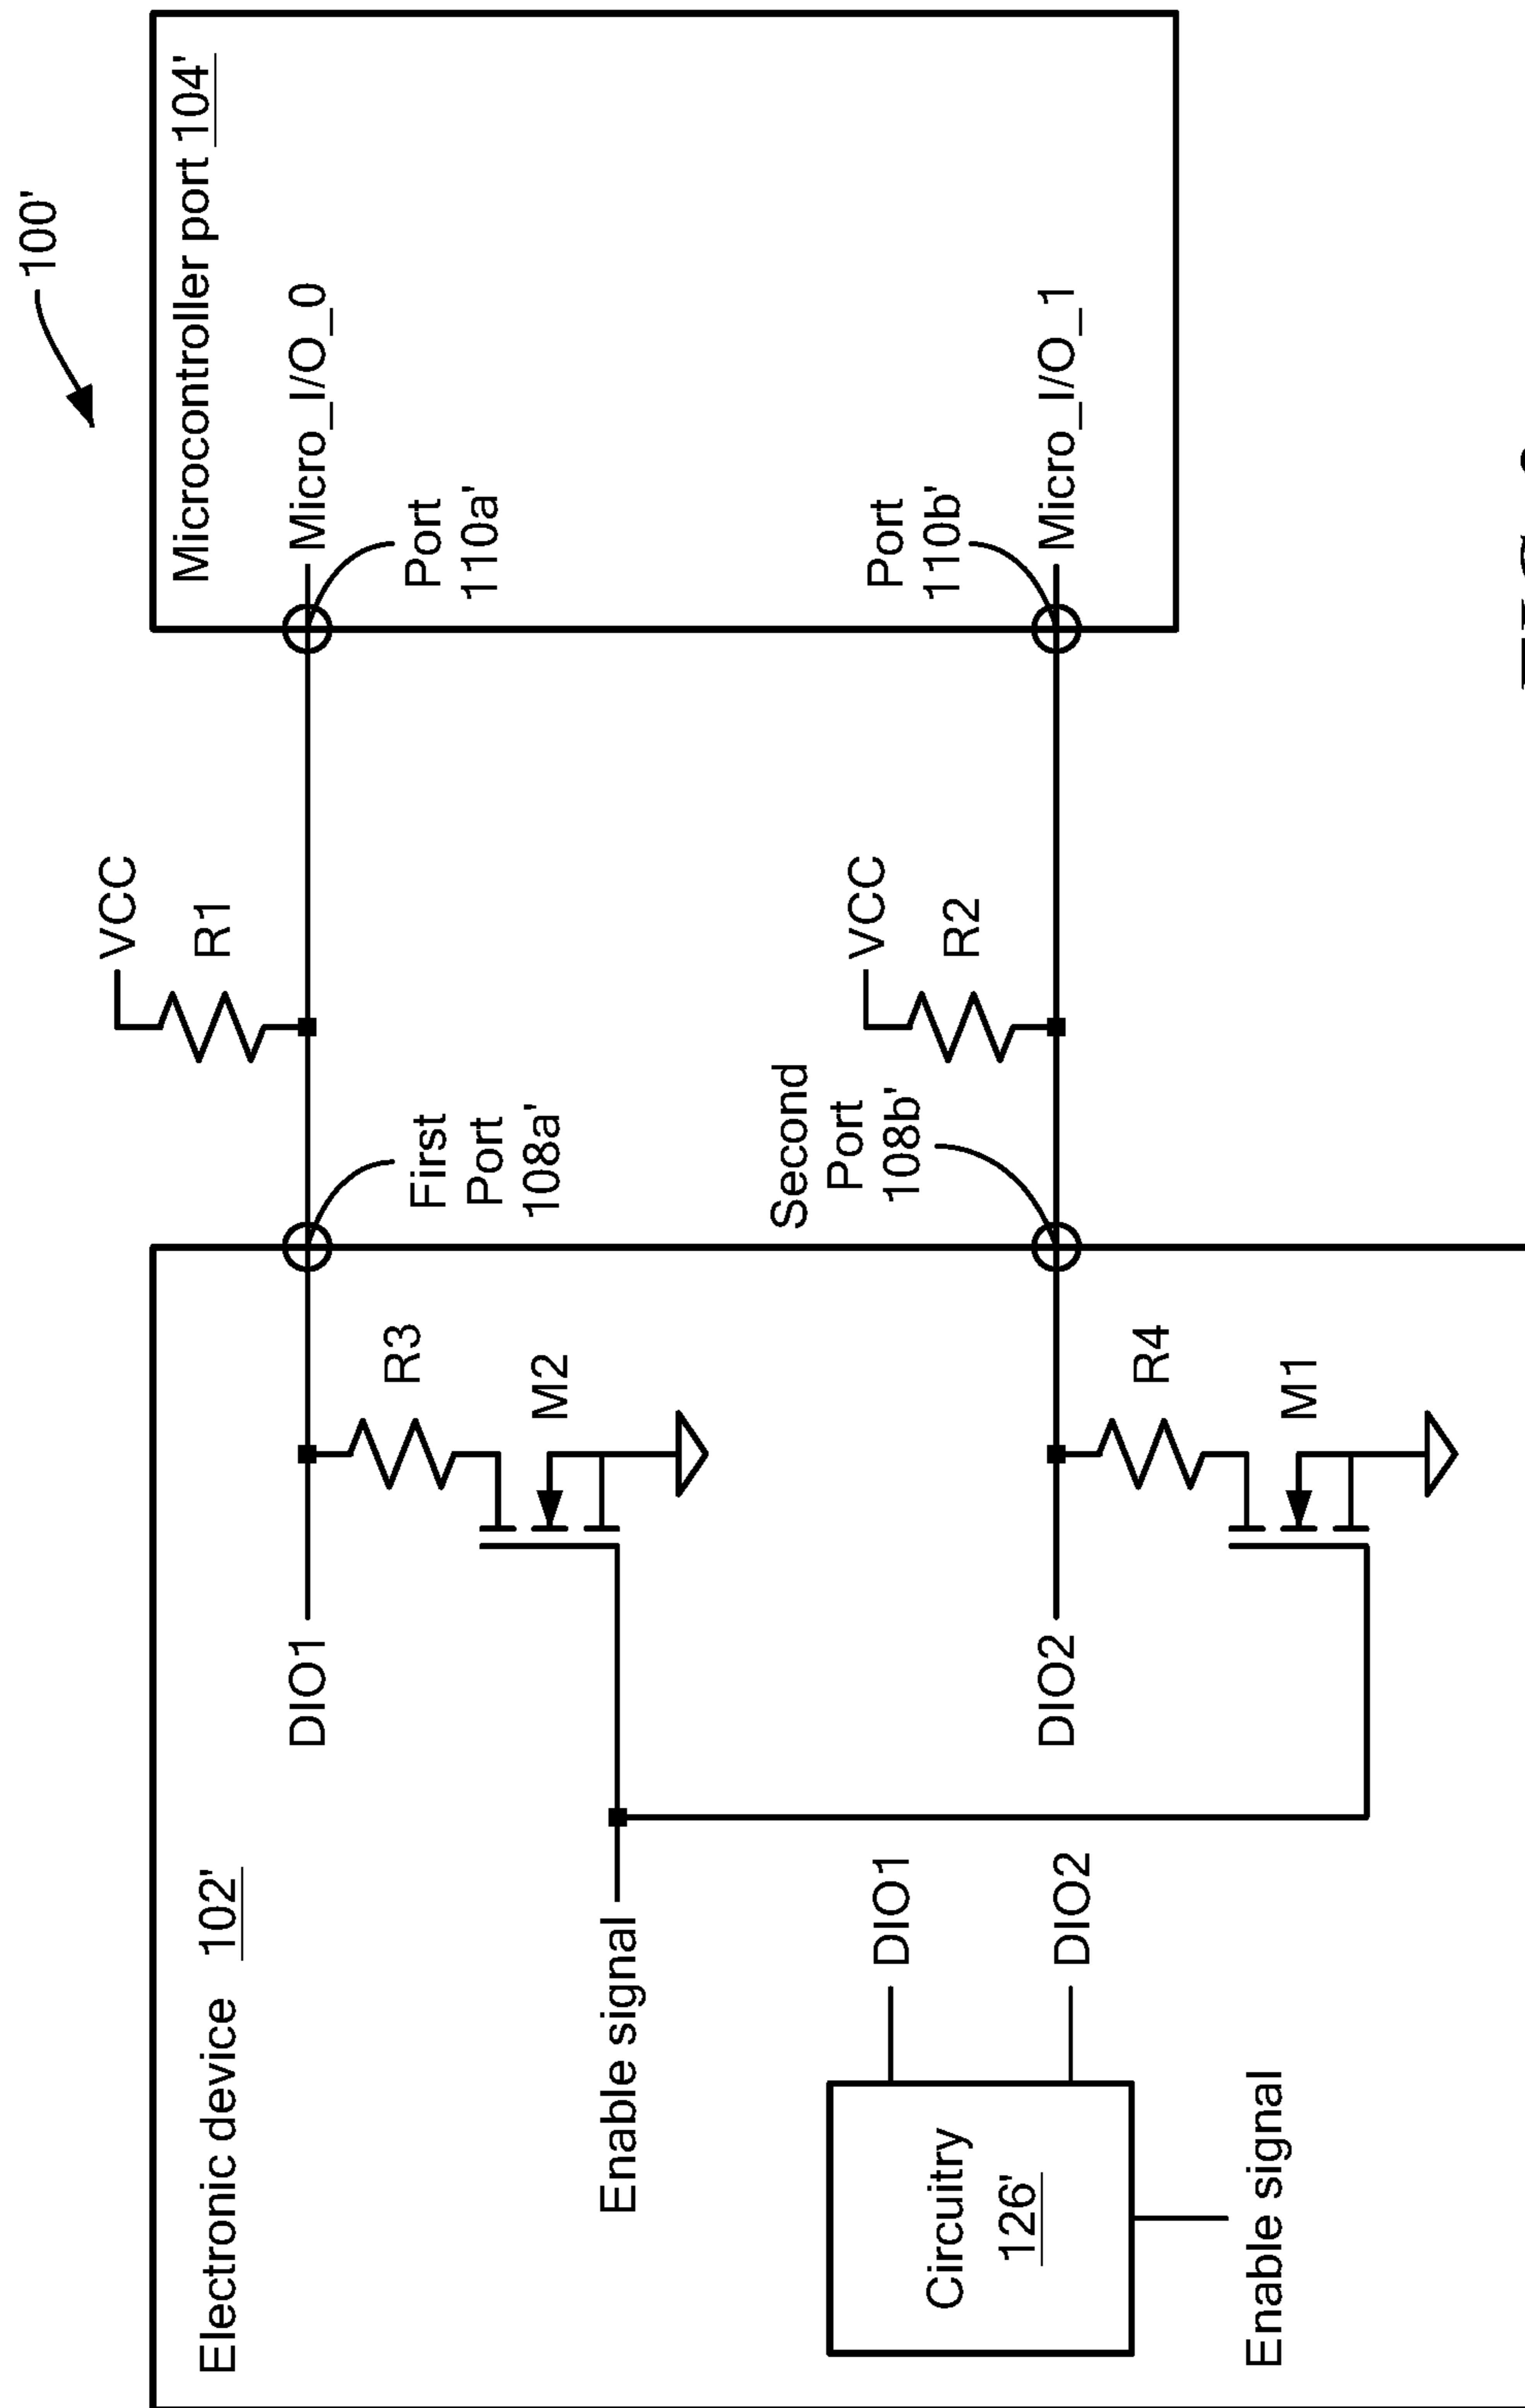 100'
Microcontroller port 104'
Micro_I/O_0
Port
110a'
Port
110b'
Micro_I/O_1
VCC
R1
VCC
R2
First
Port
108a'
Second
Port
108b'
Electronic device 102'
DIO1
R3
M2
Enable signal
DIO2
R4
M1
Circuitry
126'
DIO1
DIO2
Enable signal